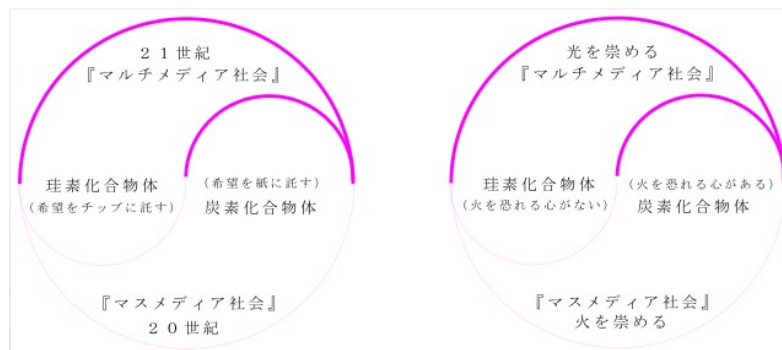 21世紀
『マルチメディア社会』
珪素化合物体
(希望をチップに託す)
(希望を紙に託す)
炭素化合物体
『マスメディア社会』
20世紀
光を崇める
『マルチメディア社会』
珪素化合物体
(火を恐れる心がない)
(火を恐れる心がある)
炭素化合物体
『マスメディア社会』
火を崇める